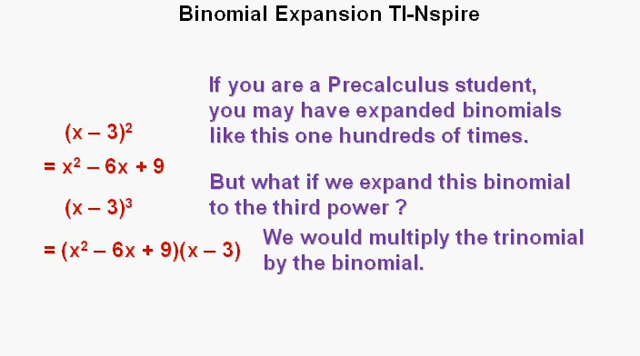 Binomial Expansion TI-Nspire
If you are a Precalculus student,
you may have expanded binomials
like this one hundreds of times.
(x – 3)²
= x² – 6x + 9
But what if we expand this binomial
to the third power ?
(x – 3)³
= (x² – 6x + 9)(x – 3)
We would multiply the trinomial
by the binomial.